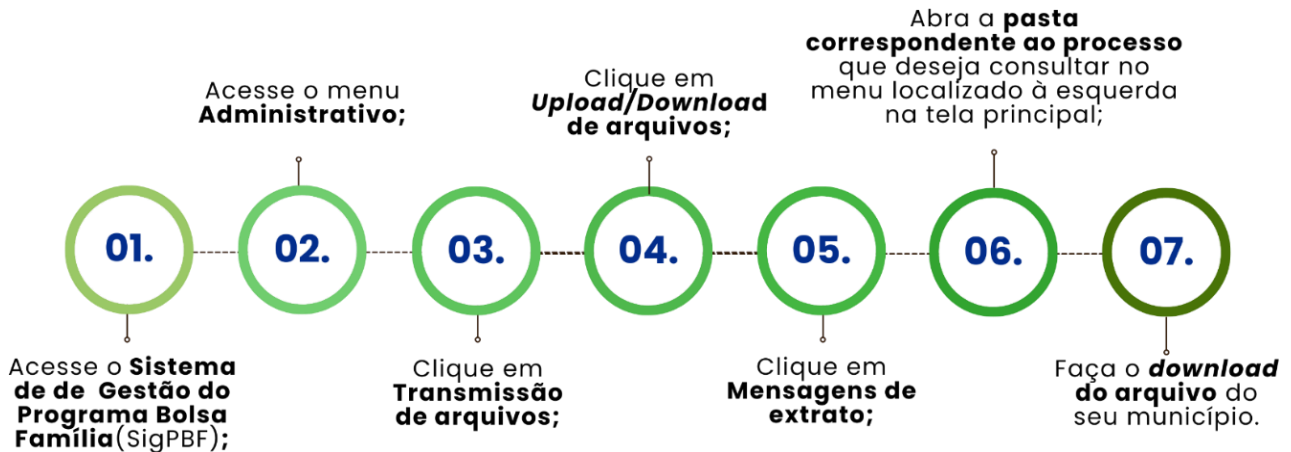 01.
Acesse o Sistema
de de Gestão do
Programa Bolsa
Família(SigPBF);
02.
Acesse o menu
Administrativo;
03.
Clique em
Transmissão
de arquivos;
04.
Clique em
Upload/Download
de arquivos;
05.
Clique em
Mensagens de
extrato;
06.
Abra a pasta
correspondente ao processo
que deseja consultar no
menu localizado à esquerda
na tela principal;
07.
Faça o download
do arquivo do
seu município.